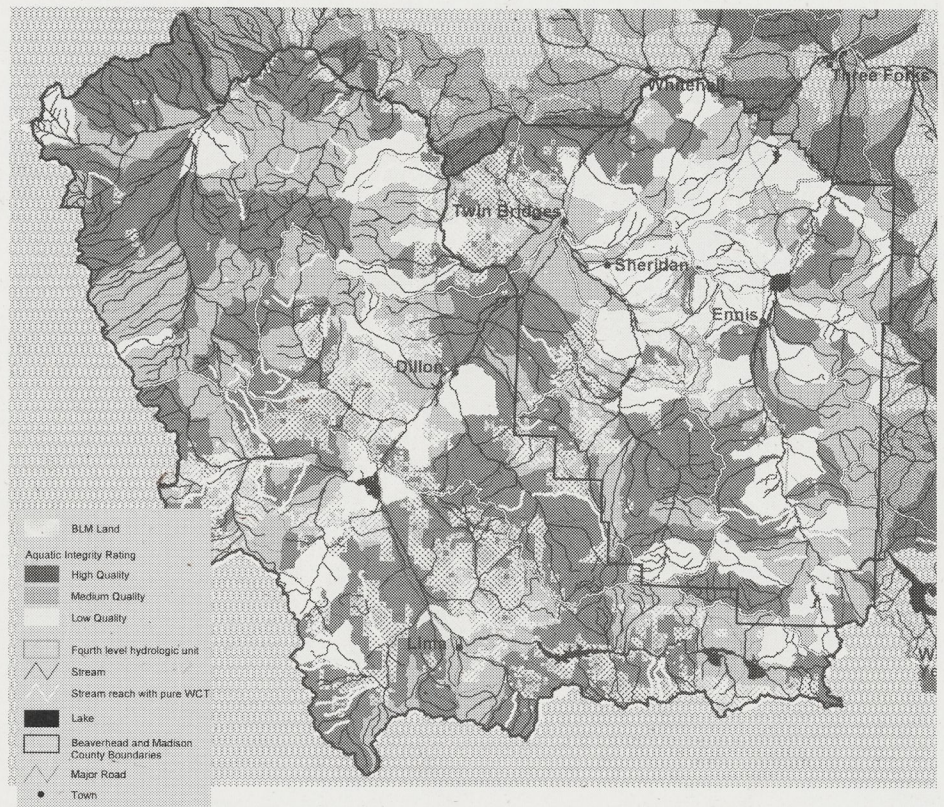 Whitehall
Three Forks
Twin Bridges
Sheridan
Ennis
Dillon
Lima
W
Ye
BLM Land
Aquatic Integrity Rating
High Quality
Medium Quality
Low Quality
Fourth level hydrologic unit
Stream
Stream reach with pure WCT
Lake
Beaverhead and Madison
County Boundaries
Major Road
Town